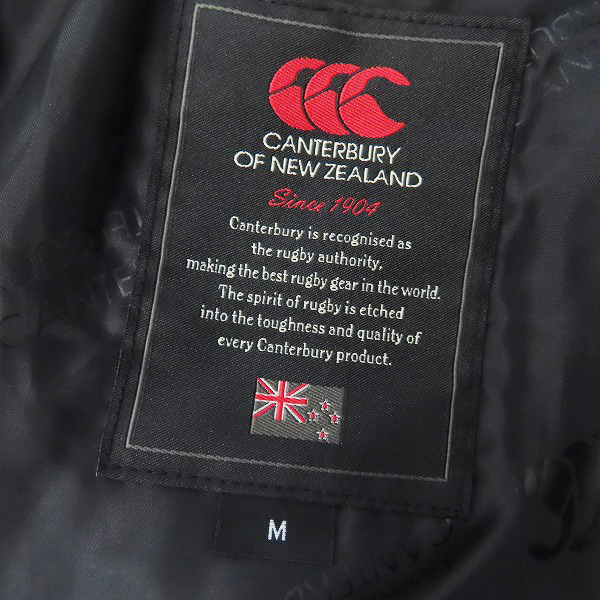 CANTERBURY
OF NEW ZEALAND
Since 1904
Canterbury is recognised as
the rugby authority,
making the best rugby gear in the world.
The spirit of rugby is etched
into the toughness and quality of
every Canterbury product.
M